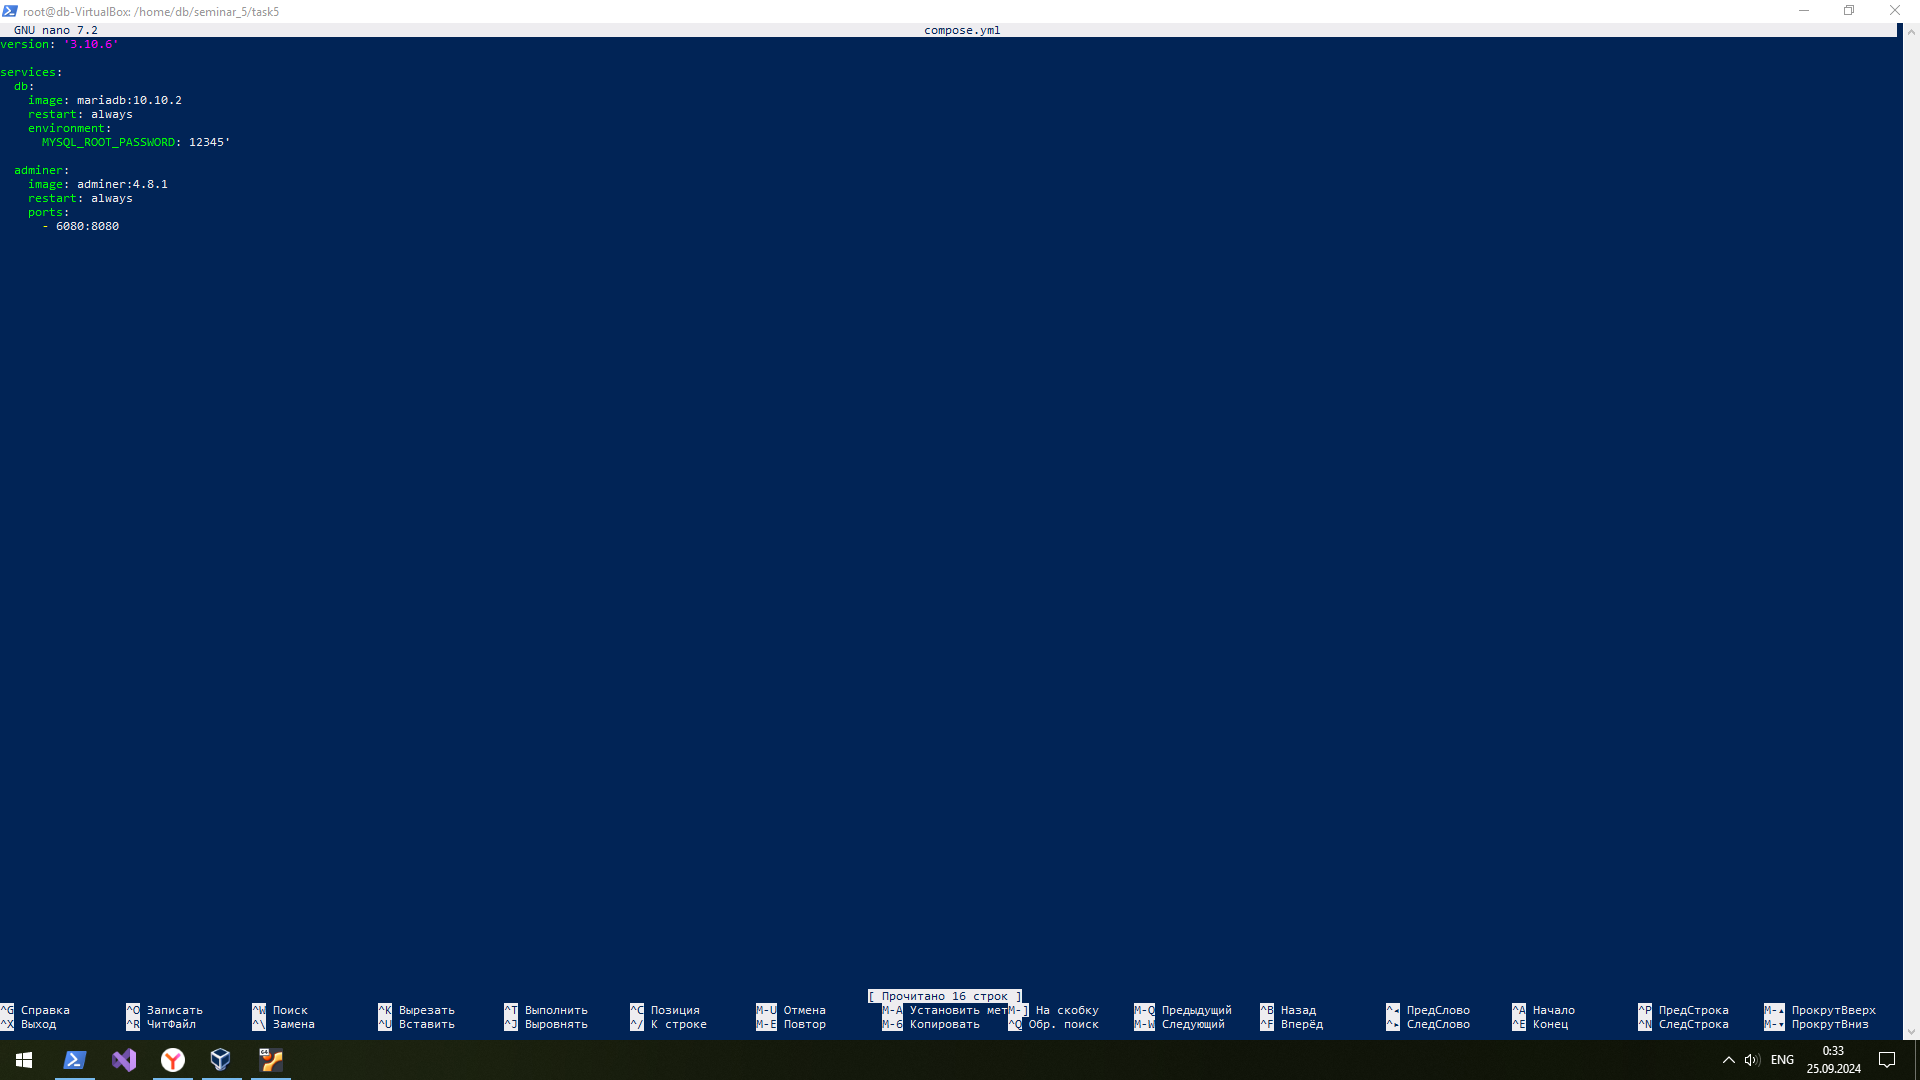 root@db-VirtualBox: /home/db/seminar_5/task5
GNU nano 7.2 compose.yml
version: '3.10.6'
services:
  db:
    image: mariadb:10.10.2
    restart: always
    environment:
      MYSQL_ROOT_PASSWORD: 12345'
  adminer:
    image: adminer:4.8.1
    restart: always
    ports:
      - 6080:8080
[ Прочитано 16 строк ]
^G Справка ^O Записать ^W Поиск ^K Вырезать ^T Выполнить ^C Позиция M-U Отмена M-A Установить метM-] На скобку M-Q Предыдущий ^B Назад ^◂ ПредСлово ^A Начало ^P ПредСтрока M-▴ ПрокрутВверх
^X Выход ^R ЧитФайл ^\ Замена ^U Вставить ^J Выровнять ^/ К строке M-E Повтор M-6 Копировать ^Q Обр. поиск M-W Следующий ^F Вперёд ^▸ СледСлово ^E Конец ^N СледСтрока M-▾ ПрокрутВниз
ENG
0:33
25.09.2024